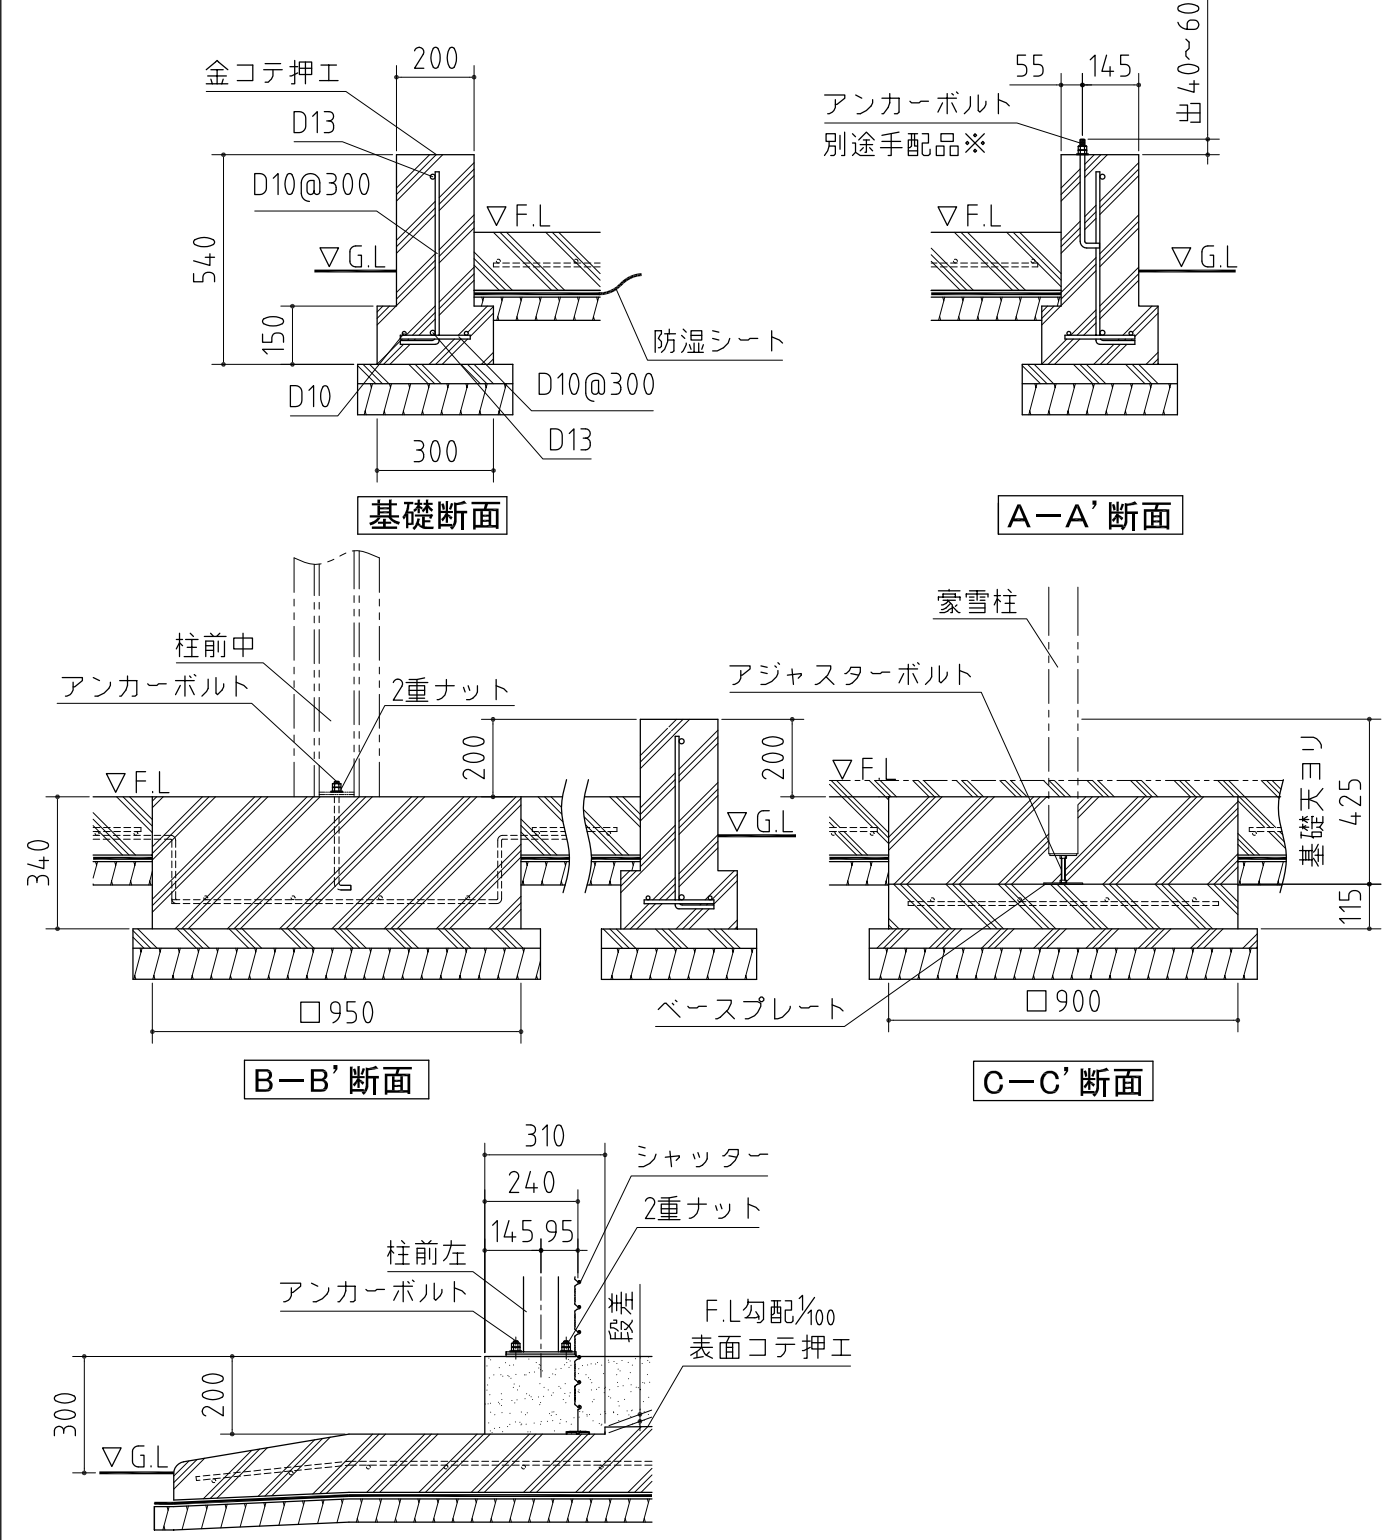 200
金コテ押エ
D13
D10@300
▽F.L
540
▽G.L
150
防湿シート
D10
D10@300
D13
300
基礎断面
出40〜60
55
145
アンカーボルト
別途手配品※
▽F.L
▽G.L
A－A’断面
柱前中
アンカーボルト
2重ナット
200
▽F.L
▽G.L
340
□950
B－B’断面
豪雪柱
アジャスターボルト
200
▽F.L
基礎天ヨリ
425
115
ベースプレート
□900
C－C’断面
310
シャッター
240
2重ナット
145
95
柱前左
アンカーボルト
段差
F.L勾配1/100
表面コテ押エ
300
200
▽G.L